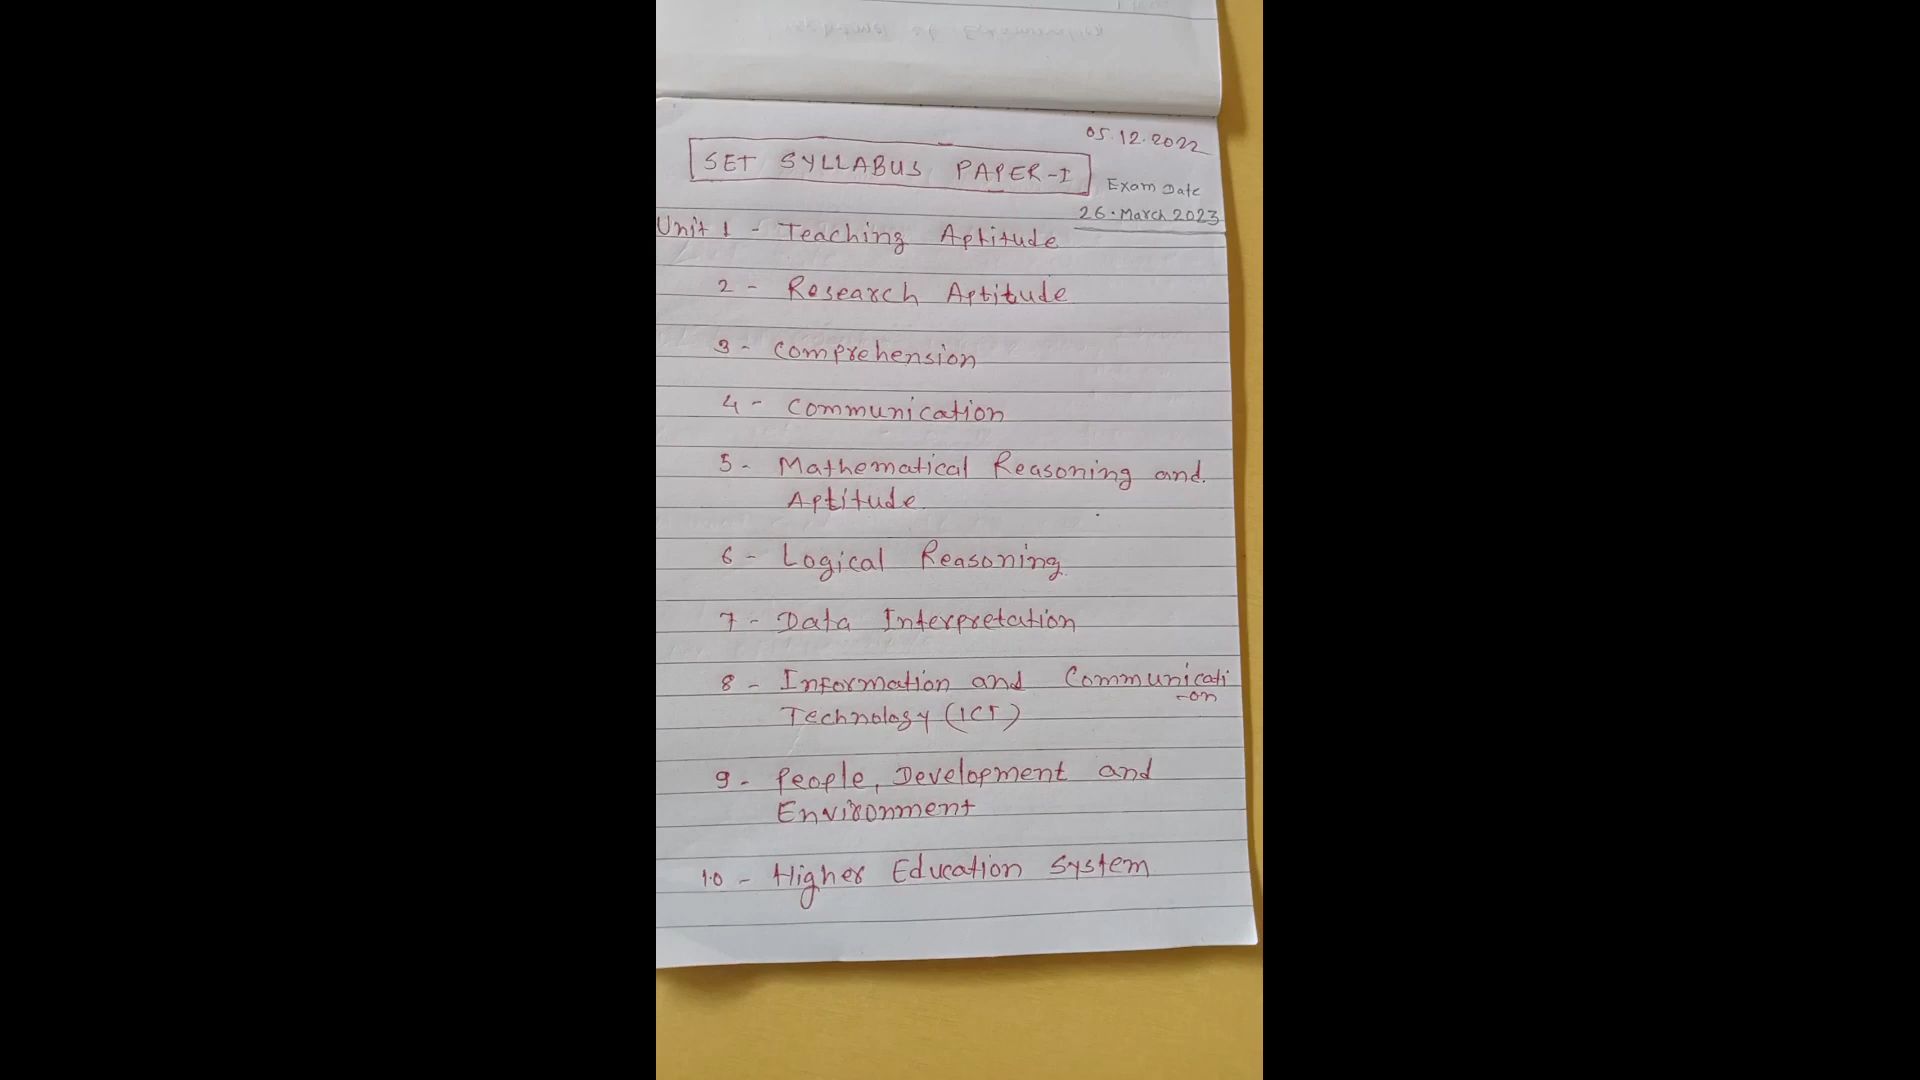 05.12.2022
SET SYLLABUS PAPER-I
Exam Date
26.March 2023
Unit 1 - Teaching Aptitude
2 - Research Aptitude
3 - Comprehension
4 - Communication
5 - Mathematical Reasoning and
Aptitude.
6 - Logical Reasoning
7 - Data Interpretation
8 - Information and Communicati
-on
Technology (ICT)
9 - People, Development and
Environment
10 - Higher Education System